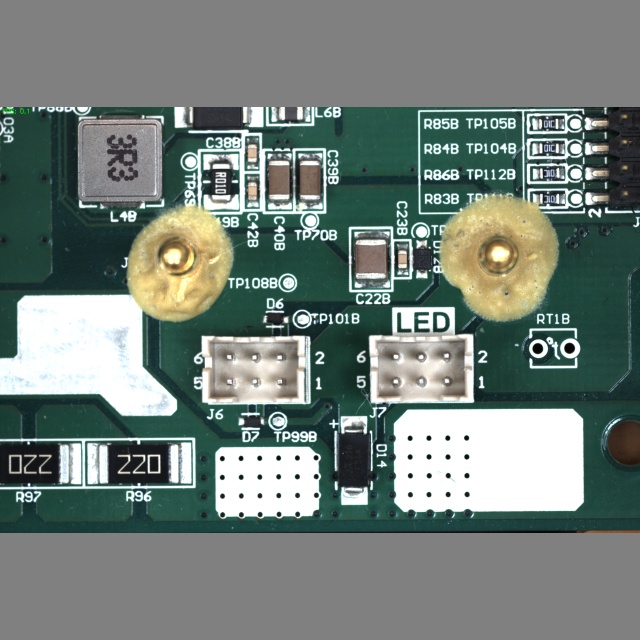 L6B
R85B TP105B
R84B TP104B
R86B TP112B
R83B
2
103A
3R3
L4B
C38B
C39B
R010
C42B
C40B
TP70B
C23B
C22B
TP108B
D6
TP101B
LED
RT1B
t
6
2
5
1
J6
6
2
5
1
J7
D7
TP99B
+
D14
022
R97
220
R96